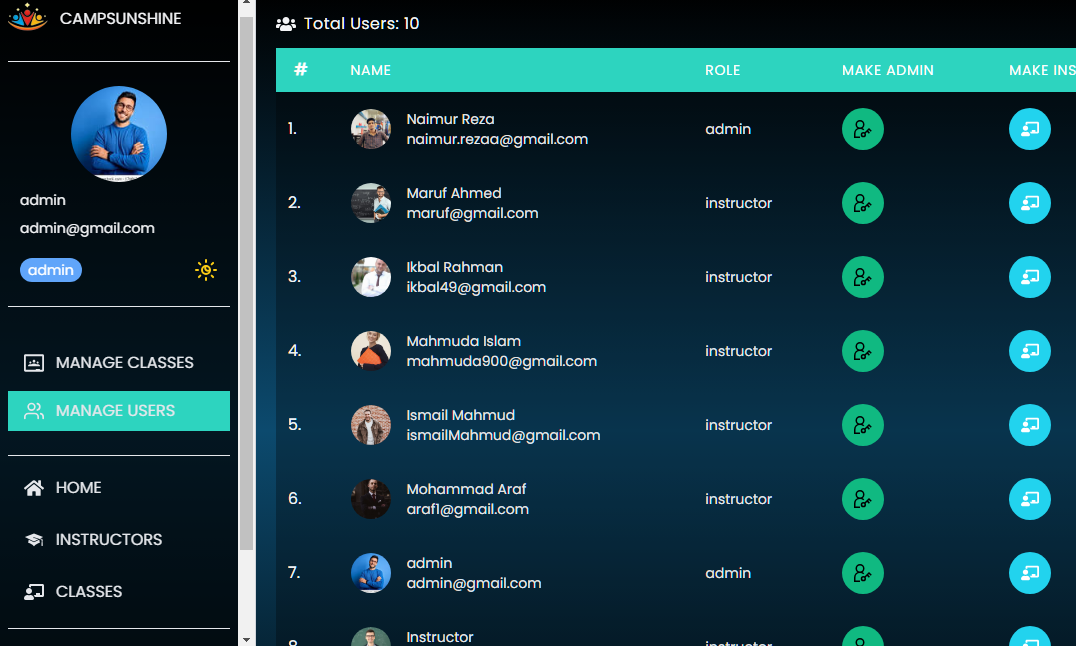 CAMPSUNSHINE
admin
admin@gmail.com
admin
MANAGE CLASSES
MANAGE USERS
HOME
INSTRUCTORS
CLASSES
Total Users: 10
# NAME ROLE MAKE ADMIN MAKE INS
1. Naimur Reza
naimur.rezaa@gmail.com admin
2. Maruf Ahmed
maruf@gmail.com instructor
3. Ikbal Rahman
ikbal49@gmail.com instructor
4. Mahmuda Islam
mahmuda900@gmail.com instructor
5. Ismail Mahmud
ismailMahmud@gmail.com instructor
6. Mohammad Araf
araf1@gmail.com instructor
7. admin
admin@gmail.com admin
8. Instructor
instructor